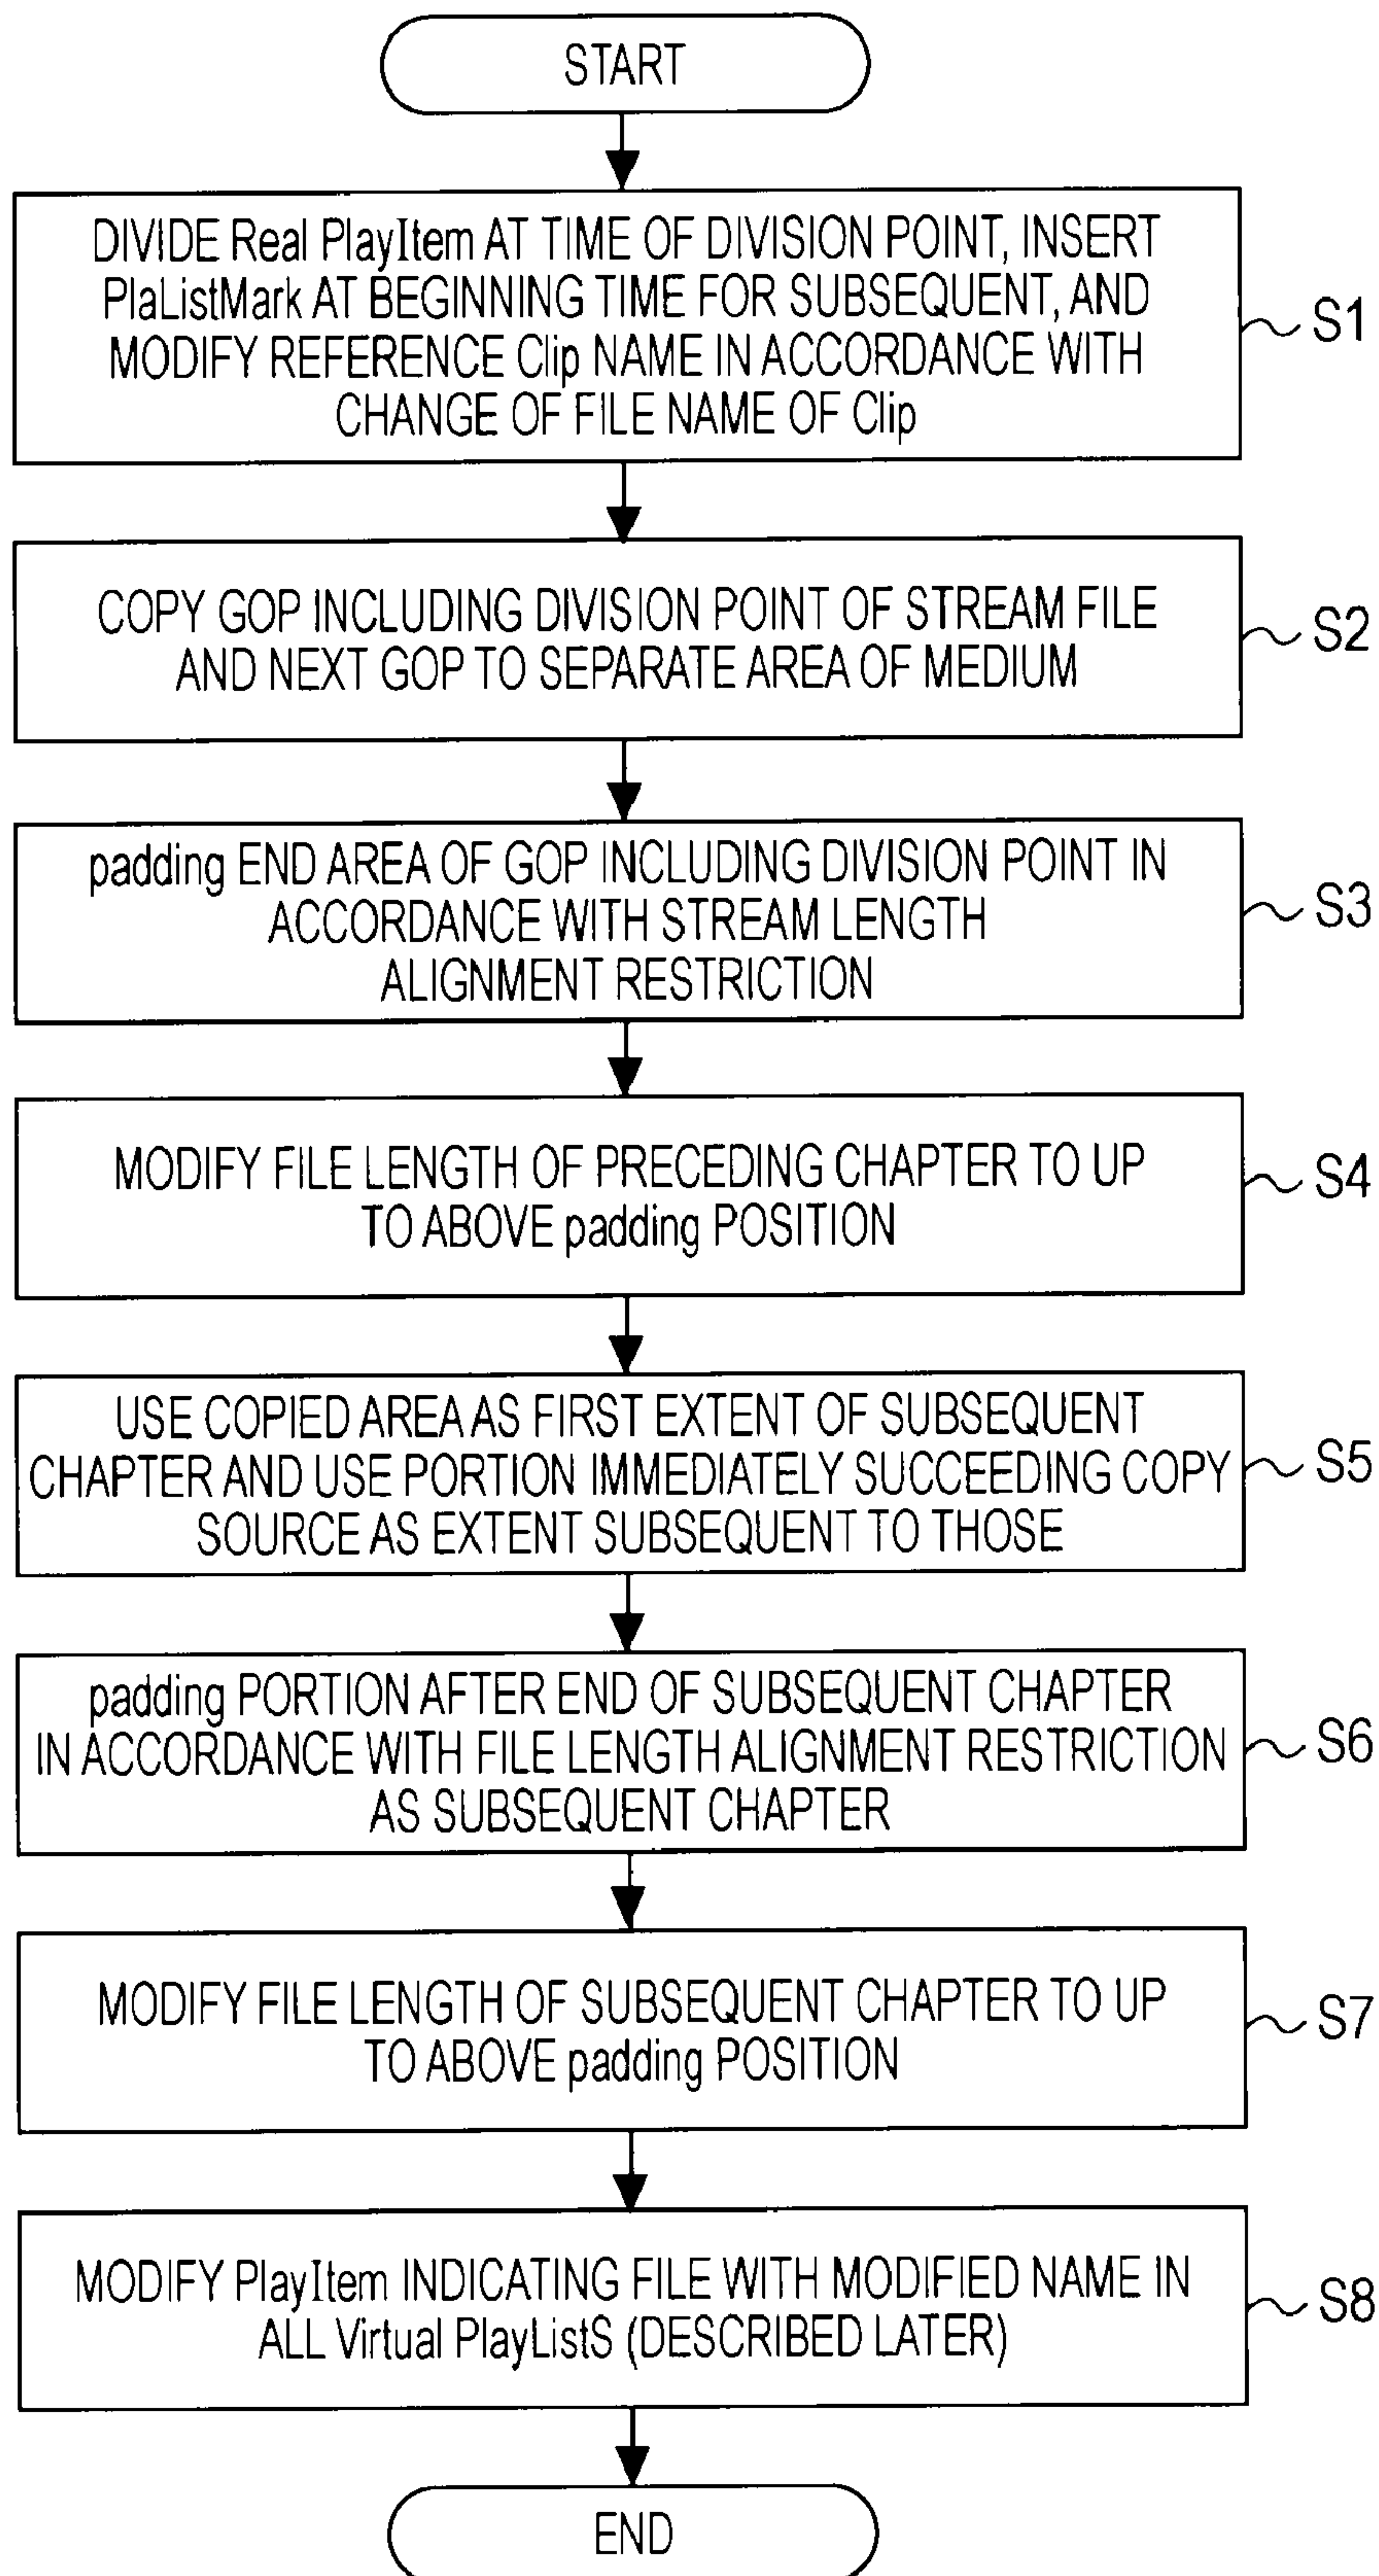 START
DIVIDE Real PlayItem AT TIME OF DIVISION POINT, INSERT
PlaListMark AT BEGINNING TIME FOR SUBSEQUENT, AND
MODIFY REFERENCE Clip NAME IN ACCORDANCE WITH
CHANGE OF FILE NAME OF Clip
S1
COPY GOP INCLUDING DIVISION POINT OF STREAM FILE
AND NEXT GOP TO SEPARATE AREA OF MEDIUM
S2
padding END AREA OF GOP INCLUDING DIVISION POINT IN
ACCORDANCE WITH STREAM LENGTH
ALIGNMENT RESTRICTION
S3
MODIFY FILE LENGTH OF PRECEDING CHAPTER TO UP
TO ABOVE padding POSITION
S4
USE COPIED AREA AS FIRST EXTENT OF SUBSEQUENT
CHAPTER AND USE PORTION IMMEDIATELY SUCCEEDING COPY
SOURCE AS EXTENT SUBSEQUENT TO THOSE
S5
padding PORTION AFTER END OF SUBSEQUENT CHAPTER
IN ACCORDANCE WITH FILE LENGTH ALIGNMENT RESTRICTION
AS SUBSEQUENT CHAPTER
S6
MODIFY FILE LENGTH OF SUBSEQUENT CHAPTER TO UP
TO ABOVE padding POSITION
S7
MODIFY PlayItem INDICATING FILE WITH MODIFIED NAME IN
ALL Virtual PlayListS (DESCRIBED LATER)
S8
END